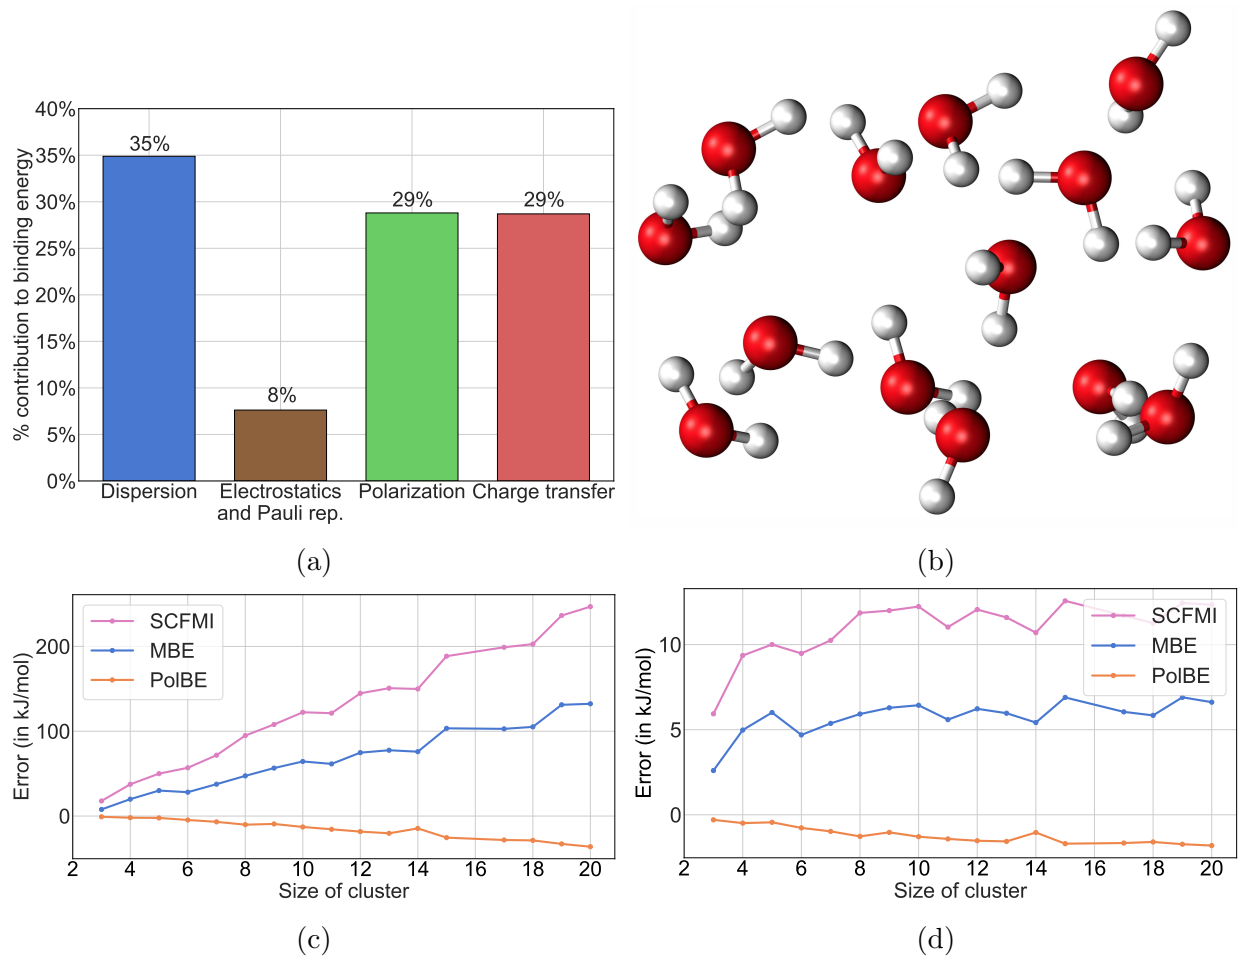 40%
35%
30%
25%
20%
15%
10%
5%
0%
% contribution to binding energy
35%
8%
29%
29%
Dispersion
Electrostatics
and Pauli rep.
Polarization
Charge transfer
(a)
(b)
200
100
0
Error (in kJ/mol)
SCFMI
MBE
PolBE
2 4 6 8 10 12 14 16 18 20
Size of cluster
(c)
10
5
0
Error (in kJ/mol)
SCFMI
MBE
PolBE
2 4 6 8 10 12 14 16 18 20
Size of cluster
(d)